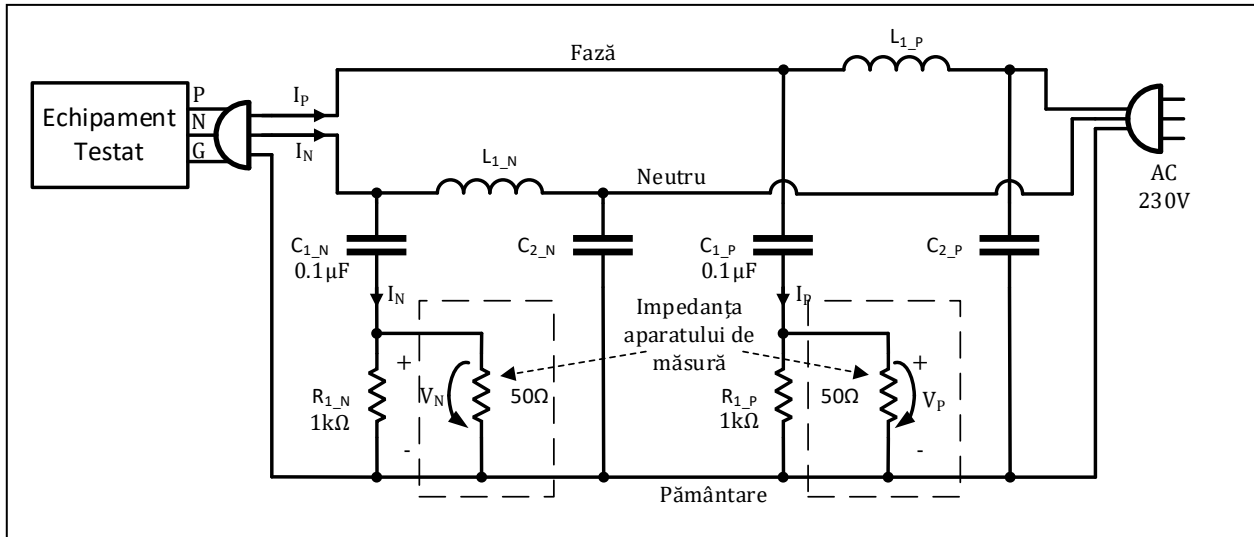 L1_P
Fază
Echipament
Testat
P
N
G
IP
IN
L1_N
Neutru
AC
230V
C1_N
0.1µF
C2_N
C1_P
0.1µF
C2_P
IN
IP
Impedanța
aparatului de
măsură
+
R1_N
1kΩ
-
VN
50Ω
R1_P
1kΩ
50Ω
+
VP
-
Pământare